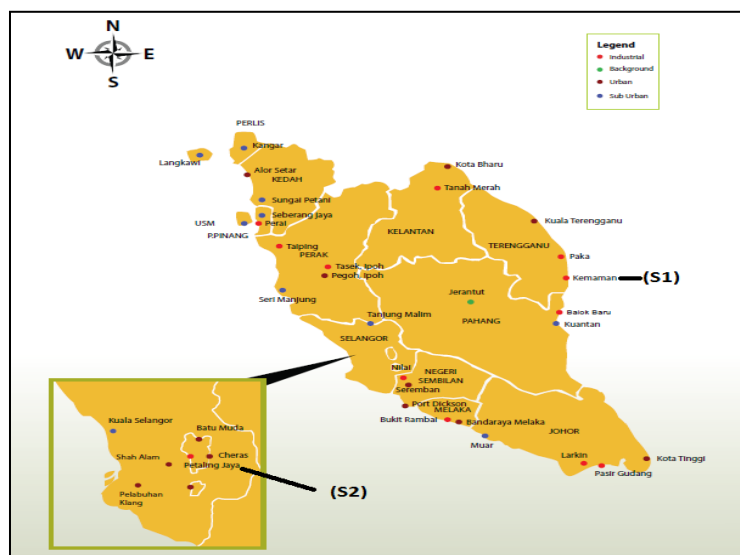 N
W E
S
Legend
Industrial
Background
Urban
Sub Urban
PERLIS
Kangar
Langkawi
Alor Setar
KEDAH
Sungai Petani
USM
Seberang Jaya
Perai
P.PINANG
Taiping
PERAK
Tasek, Ipoh
Pegoh, Ipoh
Seri Manjung
Tanjung Malim
SELANGOR
Kota Bharu
Tanah Merah
KELANTAN
Kuala Terengganu
TERENGGANU
Paka
Kemaman
(S1)
Jerantut
PAHANG
Balok Baru
Kuantan
Nilai
NEGERI
SEMBILAN
Seremban
Port Dickson
MELAKA
Bukit Rambai
Bandaraya Melaka
Muar
JOHOR
Larkin
Pasir Gudang
Kota Tinggi
Kuala Selangor
Batu Muda
Shah Alam
Cheras
Petaling Jaya
Pelabuhan
Klang
(S2)